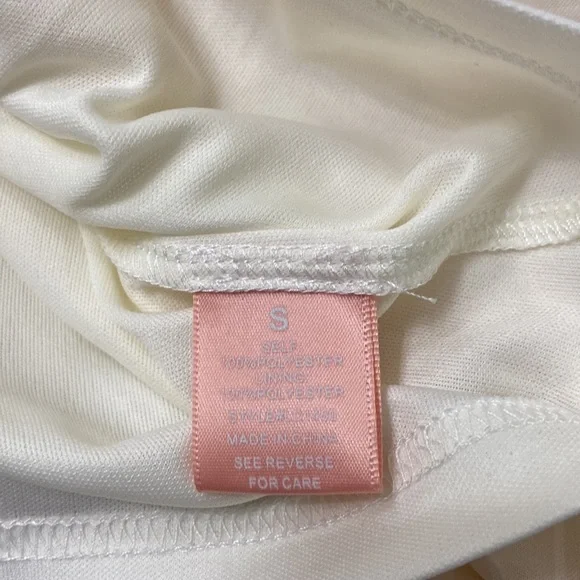 S
SELF
100%POLYESTER
LINING
100%POLYESTER
MADE IN CHINA
SEE REVERSE
FOR CARE